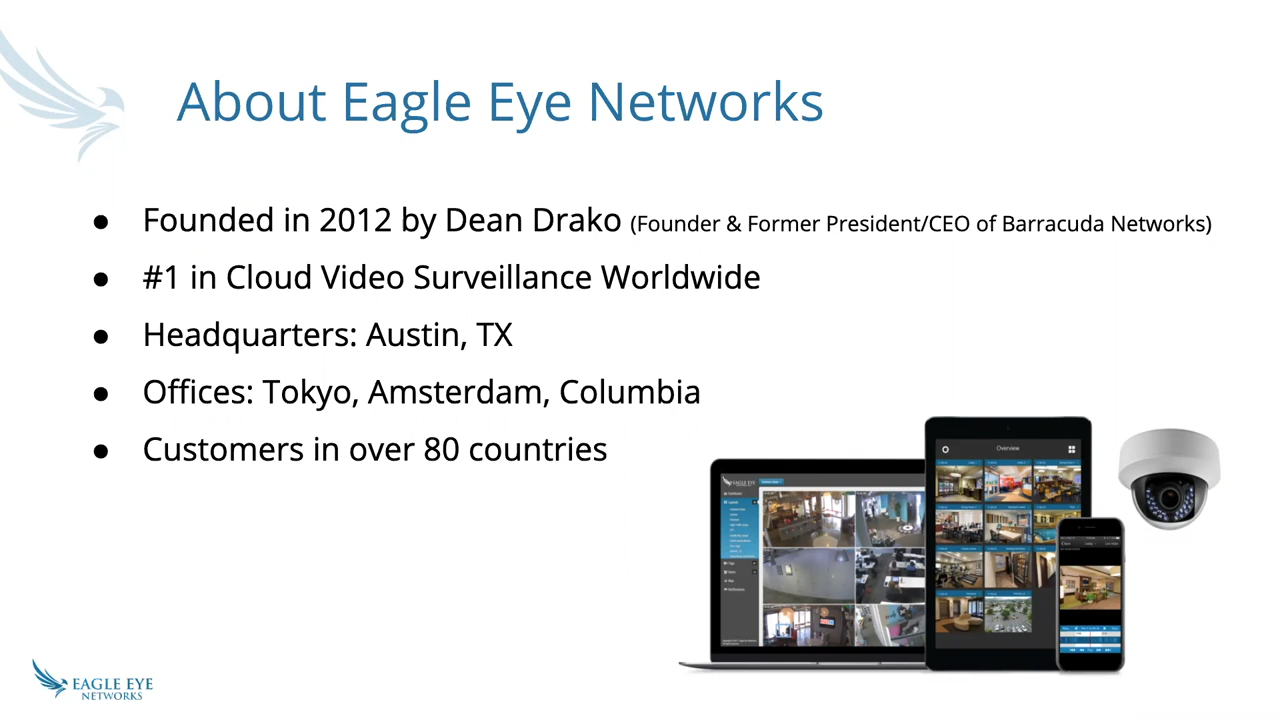 About Eagle Eye Networks
● Founded in 2012 by Dean Drako (Founder & Former President/CEO of Barracuda Networks)
● #1 in Cloud Video Surveillance Worldwide
● Headquarters: Austin, TX
● Offices: Tokyo, Amsterdam, Columbia
● Customers in over 80 countries
Overview
EAGLE EYE
EAGLE EYE
NETWORKS